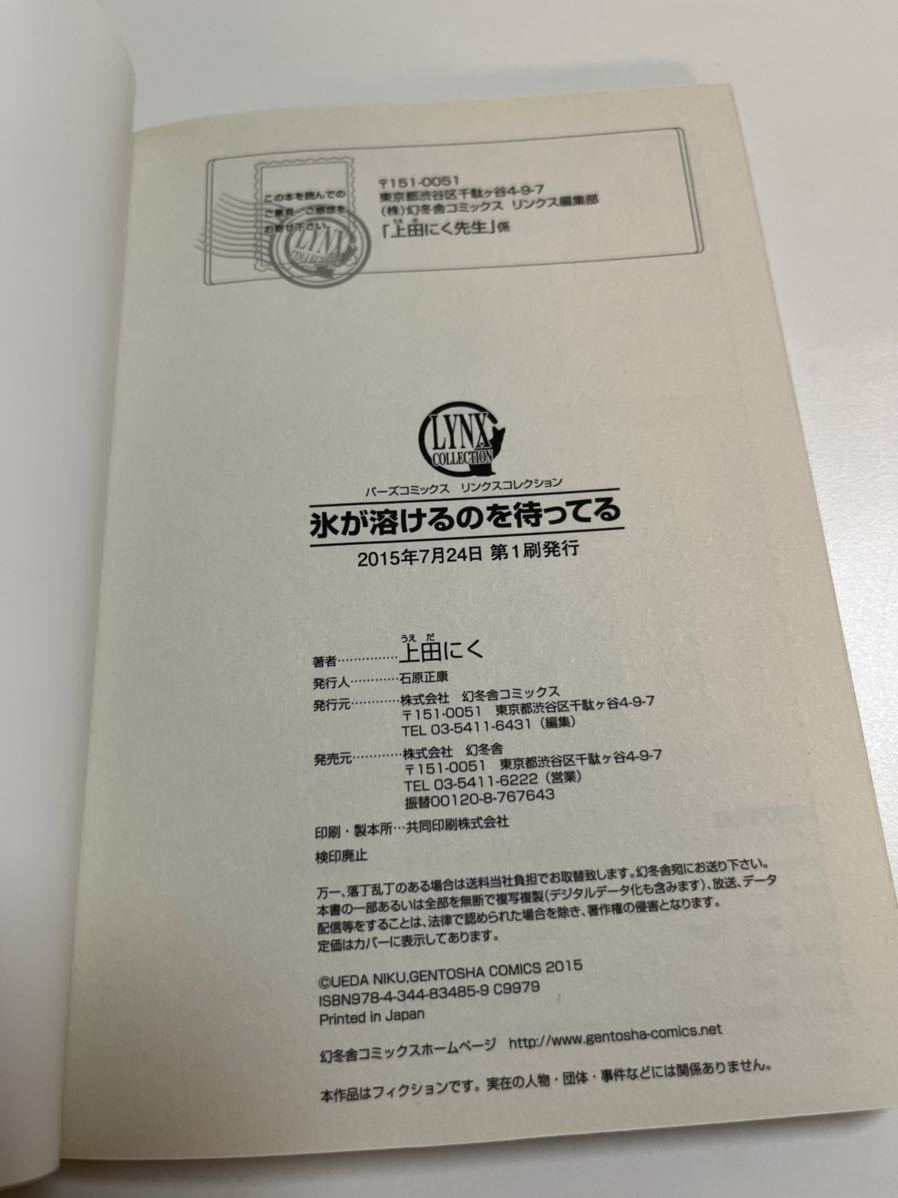 この本を読んでの
ご意見・ご感想を
お寄せ下さい
LYNX
COLLECTION
〒151-0051
東京都渋谷区千駄ヶ谷4-9-7
(株)幻冬舎コミックス リンクス編集部
うえだ
「上田にく先生」係
LYNX
COLLECTION
バーズコミックス リンクスコレクション
氷が溶けるのを待ってる
2015年7月24日 第1刷発行
うえ だ
著者……………上田にく
発行人…………石原正康
発行元…………株式会社 幻冬舎コミックス
〒151-0051 東京都渋谷区千駄ヶ谷4-9-7
TEL 03-5411-6431(編集)
発売元…………株式会社 幻冬舎
〒151-0051 東京都渋谷区千駄ヶ谷4-9-7
TEL 03-5411-6222(営業)
振替00120-8-767643
印刷・製本所…共同印刷株式会社
検印廃止
万一、落丁乱丁のある場合は送料当社負担でお取替致します。幻冬舎宛にお送り下さい。
本書の一部あるいは全部を無断で複写複製(デジタルデータ化も含みます)、放送、データ
配信等をすることは、法律で認められた場合を除き、著作権の侵害となります。
定価はカバーに表示してあります。
©UEDA NIKU,GENTOSHA COMICS 2015
ISBN978-4-344-83485-9 C9979
Printed in Japan
幻冬舎コミックスホームページ http://www.gentosha-comics.net
本作品はフィクションです。実在の人物・団体・事件などには関係ありません。